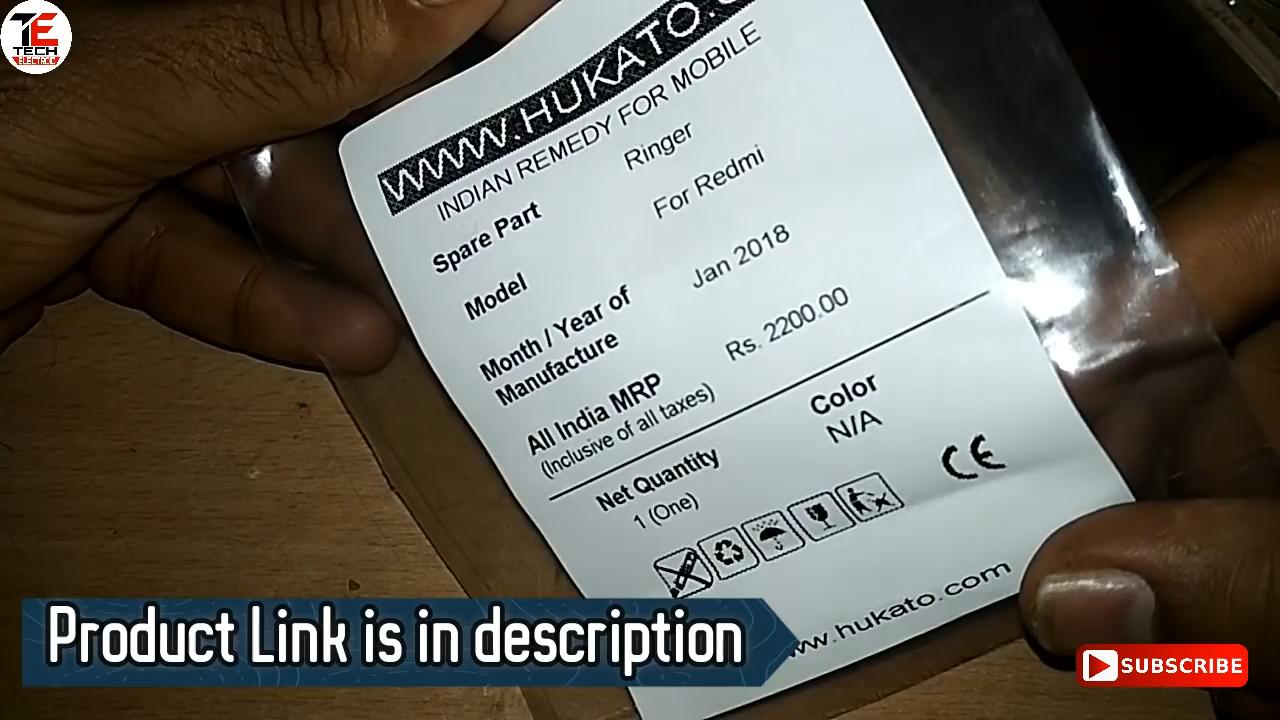 TE
TECH
ELECTRIC
WWW.HUKATO.C
INDIAN REMEDY FOR MOBILE
Spare Part Ringer
Model For Redmi
Month / Year of Manufacture Jan 2018
All India MRP Rs. 2200.00
(Inclusive of all taxes)
Net Quantity Color
1 (One) N/A
CE
www.hukato.com
Product Link is in description
SUBSCRIBE